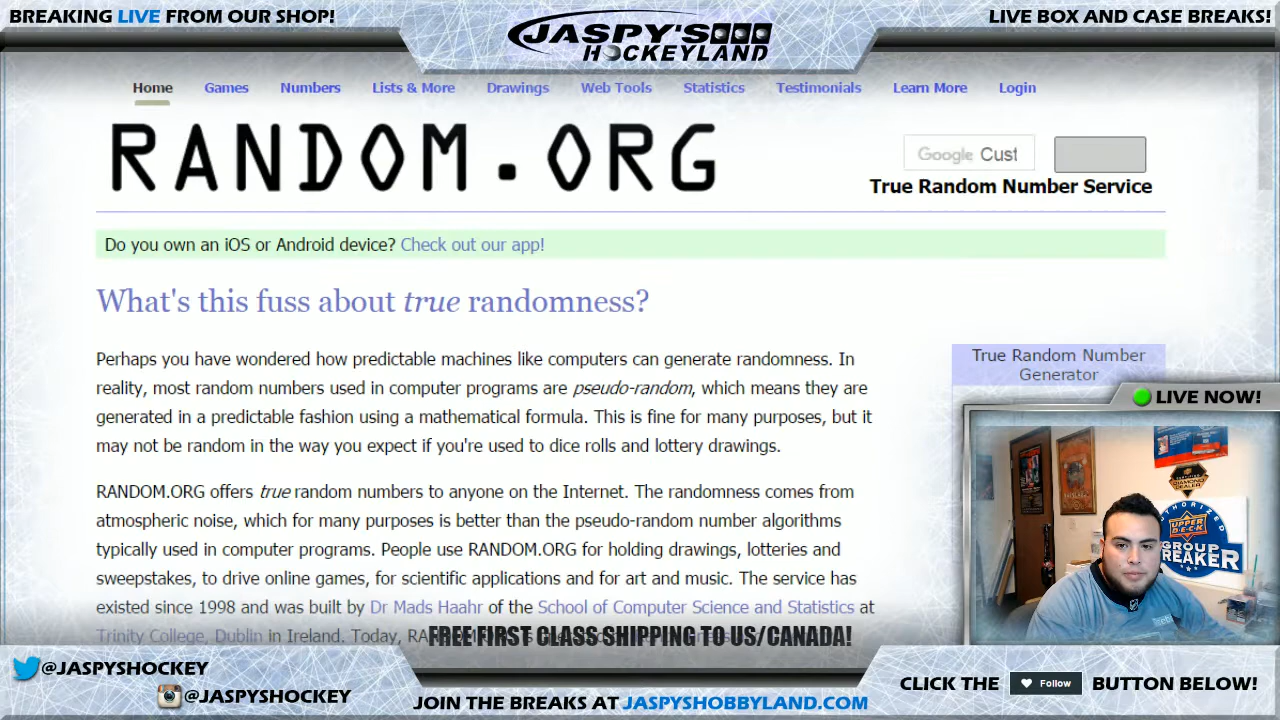 BREAKING LIVE FROM OUR SHOP!
JASPY'S
HOCKEYLAND
LIVE BOX AND CASE BREAKS!
Home Games Numbers Lists & More Drawings Web Tools Statistics Testimonials Learn More Login
RANDOM.ORG
Google Cust
True Random Number Service
Do you own an iOS or Android device? Check out our app!
What's this fuss about true randomness?
Perhaps you have wondered how predictable machines like computers can generate randomness. In
reality, most random numbers used in computer programs are pseudo-random, which means they are
generated in a predictable fashion using a mathematical formula. This is fine for many purposes, but it
may not be random in the way you expect if you're used to dice rolls and lottery drawings.
RANDOM.ORG offers true random numbers to anyone on the Internet. The randomness comes from
atmospheric noise, which for many purposes is better than the pseudo-random number algorithms
typically used in computer programs. People use RANDOM.ORG for holding drawings, lotteries and
sweepstakes, to drive online games, for scientific applications and for art and music. The service has
existed since 1998 and was built by Dr Mads Haahr of the School of Computer Science and Statistics at
Trinity College, Dublin in Ireland. Today,
True Random Number
Generator
LIVE NOW!
DIAMOND
DEALER
AUTHORIZED
UPPER
DECK
GROUP
BREAKER
FREE FIRST CLASS SHIPPING TO US/CANADA!
@JASPYSHOCKEY
@JASPYSHOCKEY
JOIN THE BREAKS AT JASPYSHOBBYLAND.COM
CLICK THE Follow BUTTON BELOW!